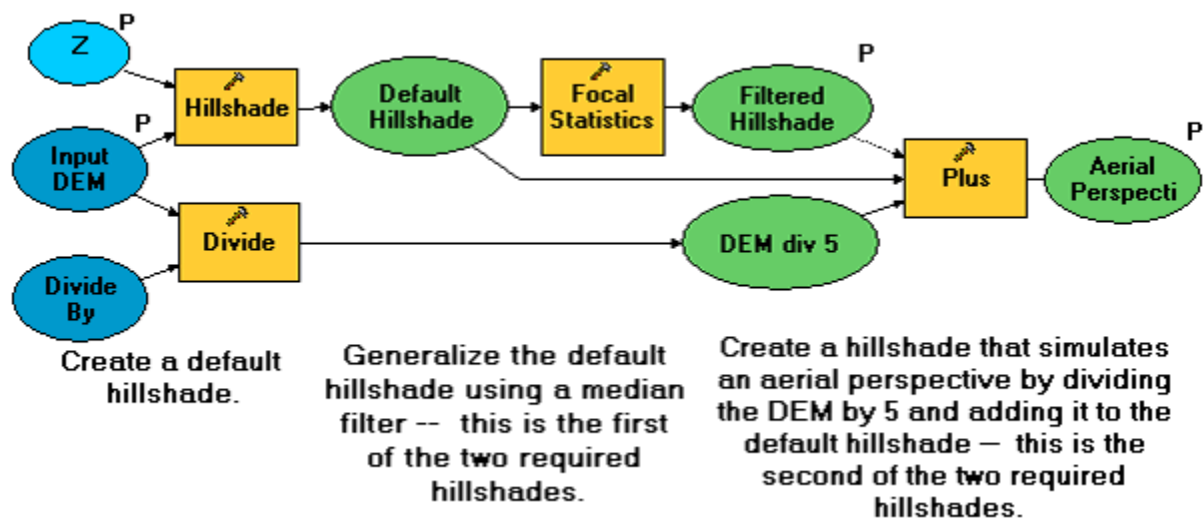 P
Z
Hillshade
P
Input
DEM
Default
Hillshade
Focal
Statistics
Filtered
Hillshade
P
Plus
P
Aerial
Perspecti
Divide
DEM div 5
Divide
By
Create a default
hillshade.
Generalize the default
hillshade using a median
filter -- this is the first
of the two required
hillshades.
Create a hillshade that simulates
an aerial perspective by dividing
the DEM by 5 and adding it to the
default hillshade — this is the
second of the two required
hillshades.